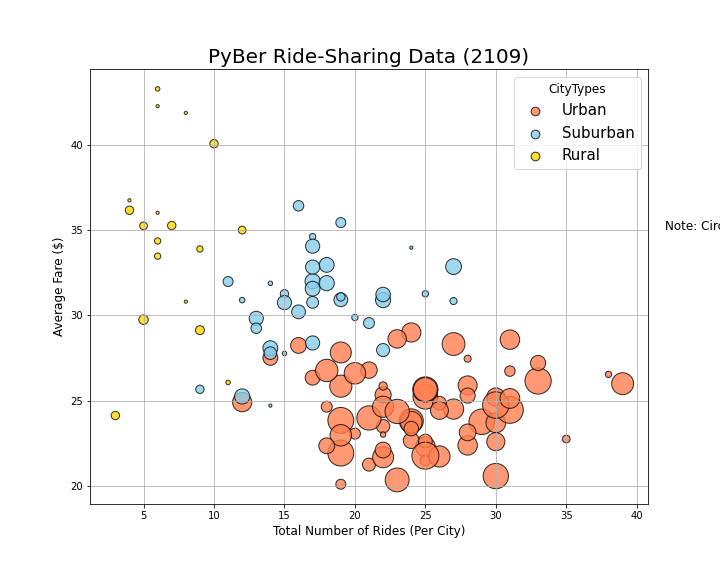 PyBer Ride-Sharing Data (2109)
CityTypes
Urban
Suburban
Rural
Average Fare ($)
40
35
30
25
20
5
10
15
20
25
30
35
40
Total Number of Rides (Per City)
Note: